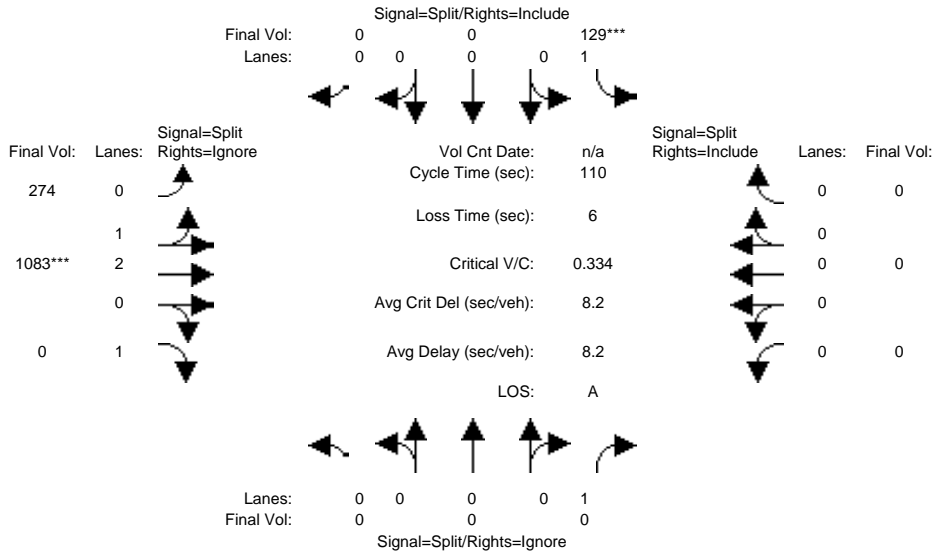 Signal=Split/Rights=Include
Final Vol: 0 0 129***
Lanes: 0 0 0 0 1
Signal=Split
Final Vol: Lanes: Rights=Ignore
Vol Cnt Date: n/a
Signal=Split
Rights=Include Lanes: Final Vol:
Cycle Time (sec): 110
274 0
0 0
Loss Time (sec): 6
1
0
1083*** 2
Critical V/C: 0.334
0 0
0
Avg Crit Del (sec/veh): 8.2
0
0 1
Avg Delay (sec/veh): 8.2
0 0
LOS: A
Lanes: 0 0 0 0 1
Final Vol: 0 0 0
Signal=Split/Rights=Ignore